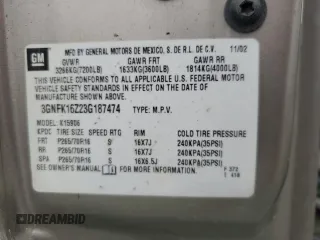 GM
MFD BY GENERAL MOTORS DE MEXICO, S. DE R.L. DE C.V. 11/02
GVWR GAWR FRT GAWR RR
3266KG(7200LB) 1633KG(3600LB) 1814KG(4000LB)
THIS VEHICLE CONFORMS TO ALL APPLICABLE U.S. FEDERAL MOTOR
VEHICLE SAFETY STANDARDS IN EFFECT ON THE DATE OF
MANUFACTURE SHOWN ABOVE.
3GNFK16Z23G187474 TYPE: M.P.V.
MODEL: K15906
TIRE SIZE SPEED RTG RIM COLD TIRE PRESSURE
FRT P265/70R16 S 16X7J 240KPA(35PSI)
RR P265/70R16 S 16X7J 240KPA(35PSI)
SPA P265/70R16 S 16X6.5J 240KPA(35PSI)
SEE OWNER'S MANUAL FOR MORE INFORMATION
DREAMBID